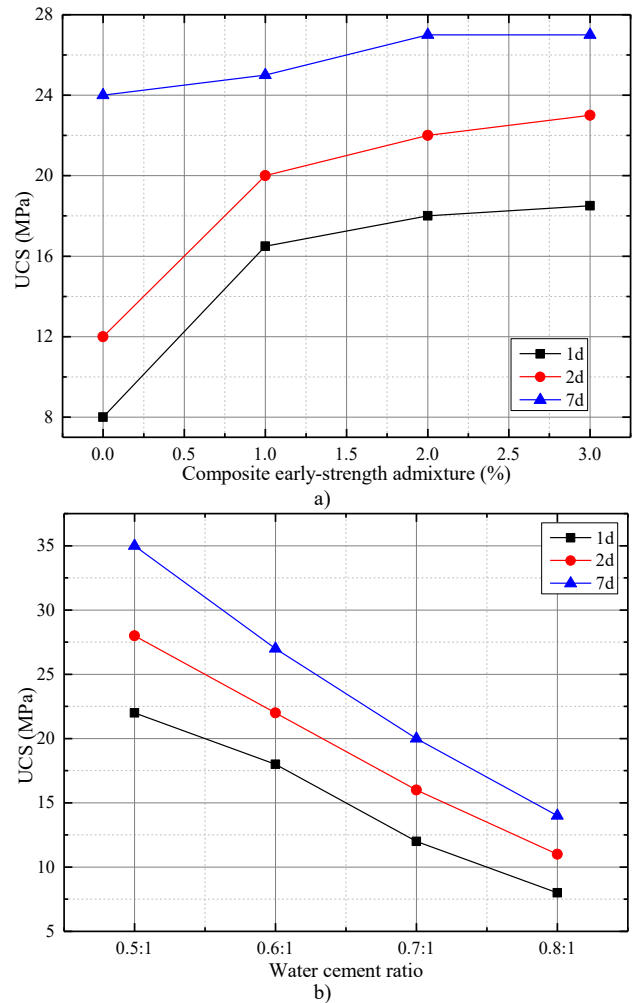 28
24
20
16
12
8
UCS (MPa)
1d
2d
7d
0.0 0.5 1.0 1.5 2.0 2.5 3.0
Composite early-strength admixture (%)
a)
35
30
25
20
15
10
5
UCS (MPa)
1d
2d
7d
0.5:1 0.6:1 0.7:1 0.8:1
Water cement ratio
b)